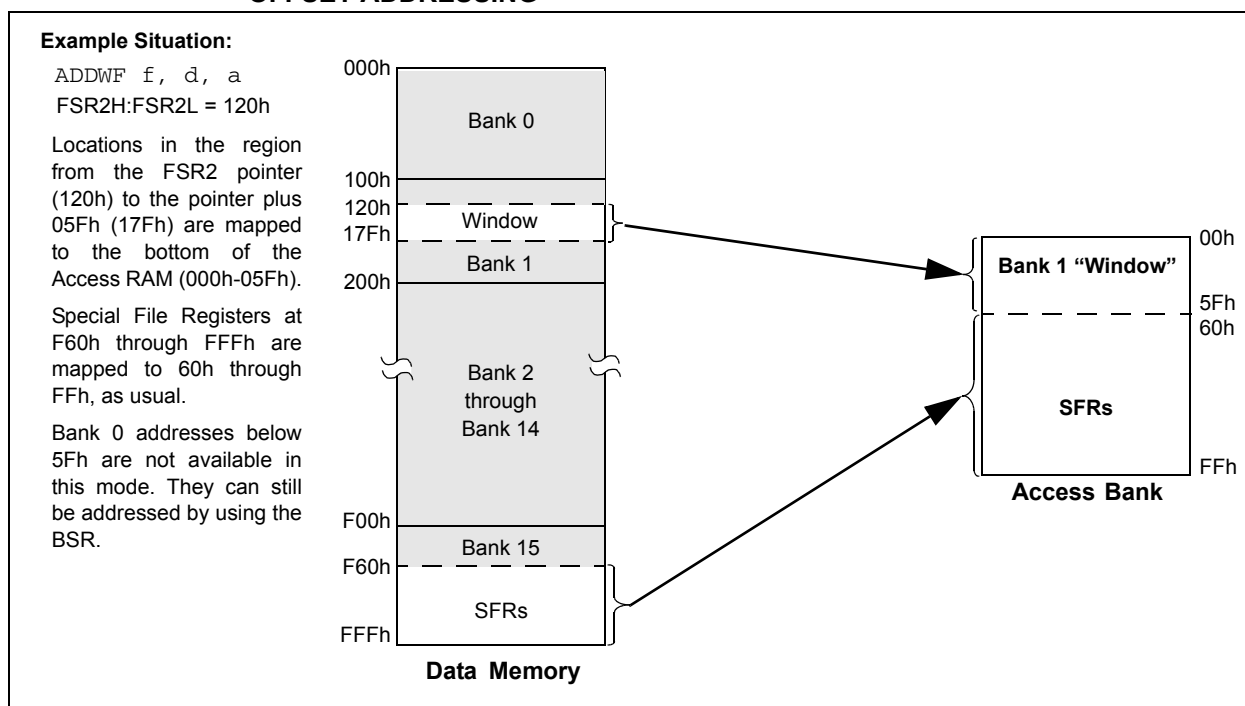 Example Situation:
ADDWF f, d, a
FSR2H:FSR2L = 120h
Locations in the region
from the FSR2 pointer
(120h) to the pointer plus
05Fh (17Fh) are mapped
to the bottom of the
Access RAM (000h-05Fh).
Special File Registers at
F60h through FFFh are
mapped to 60h through
FFh, as usual.
Bank 0 addresses below
5Fh are not available in
this mode. They can still
be addressed by using the
BSR.
000h
Bank 0
100h
120h
Window
17Fh
Bank 1
200h
Bank 2
through
Bank 14
F00h
Bank 15
F60h
SFRs
FFFh
Data Memory
00h
Bank 1 “Window”
5Fh
60h
SFRs
FFh
Access Bank